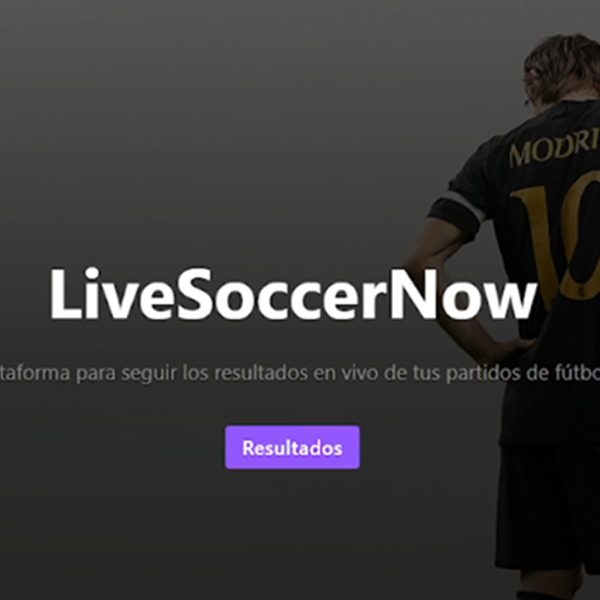 MODRI
10
LiveSoccerNow
taforma para seguir los resultados en vivo de tus partidos de fútbo
Resultados